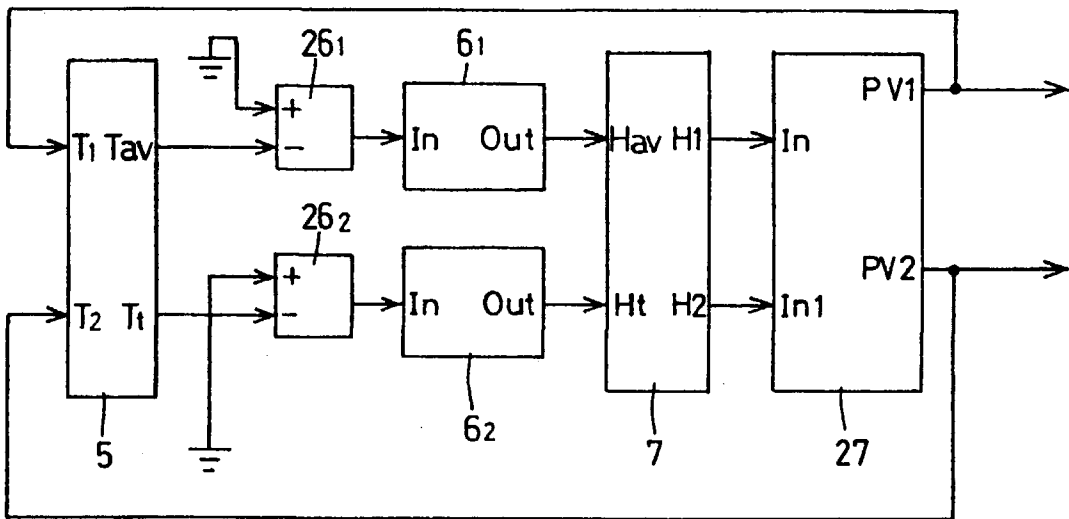 26₁ 6₁
PV1
+
T₁ Tav − In Out Hav H1 In
26₂
PV2
+
T₂ Tt − In Out Ht H2 In1
5 6₂ 7 27